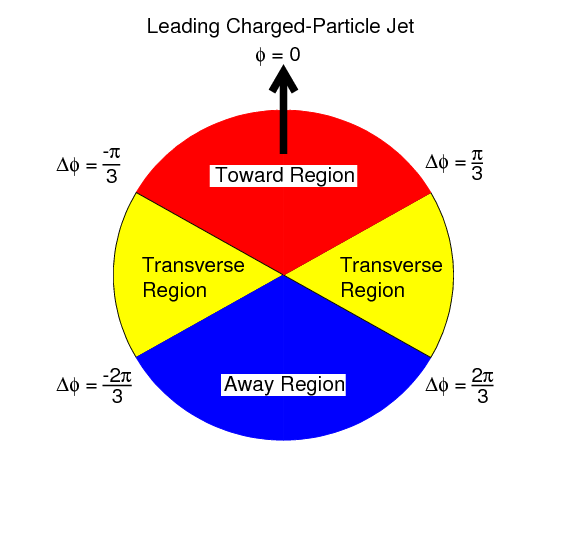 Leading Charged-Particle Jet
ϕ = 0
Δϕ = -π/3
Δϕ = π/3
Toward Region
Transverse
Region
Transverse
Region
Δϕ = -2π/3
Away Region
Δϕ = 2π/3